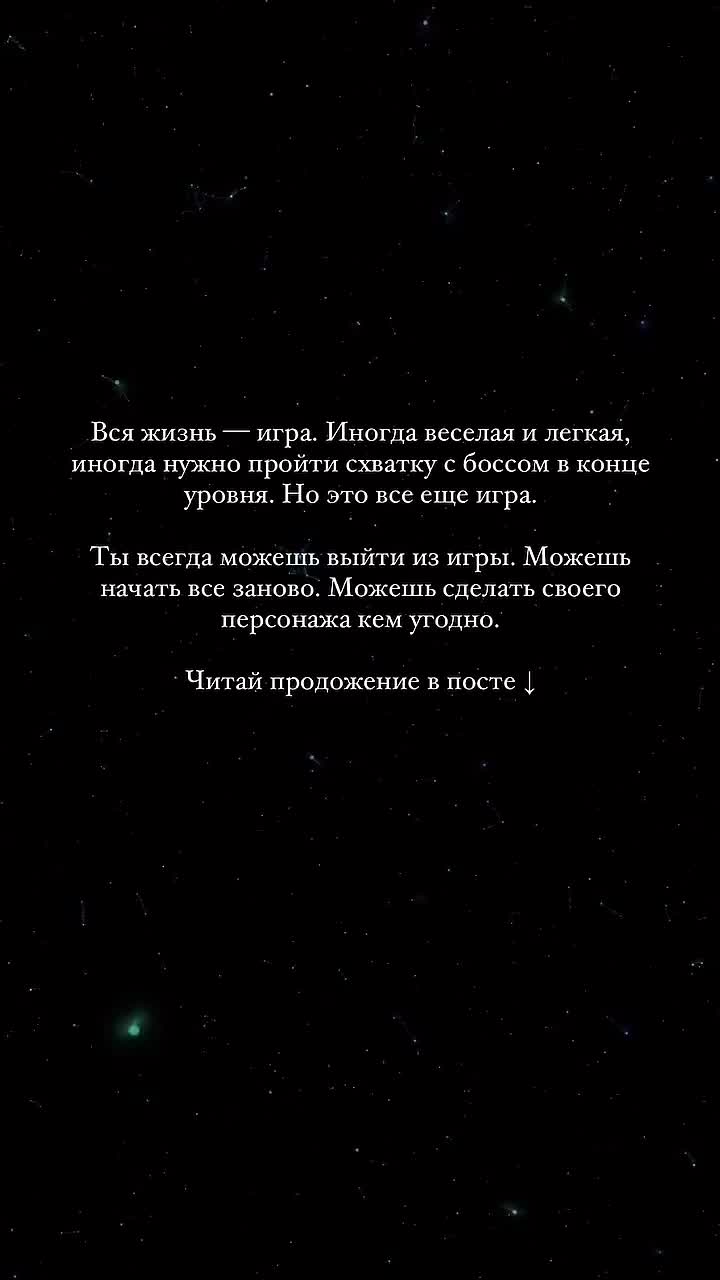 Вся жизнь — игра. Иногда веселая и легкая,
иногда нужно пройти схватку с боссом в конце
уровня. Но это все еще игра.
Ты всегда можешь выйти из игры. Можешь
начать все заново. Можешь сделать своего
персонажа кем угодно.
Читай продожение в посте ↓